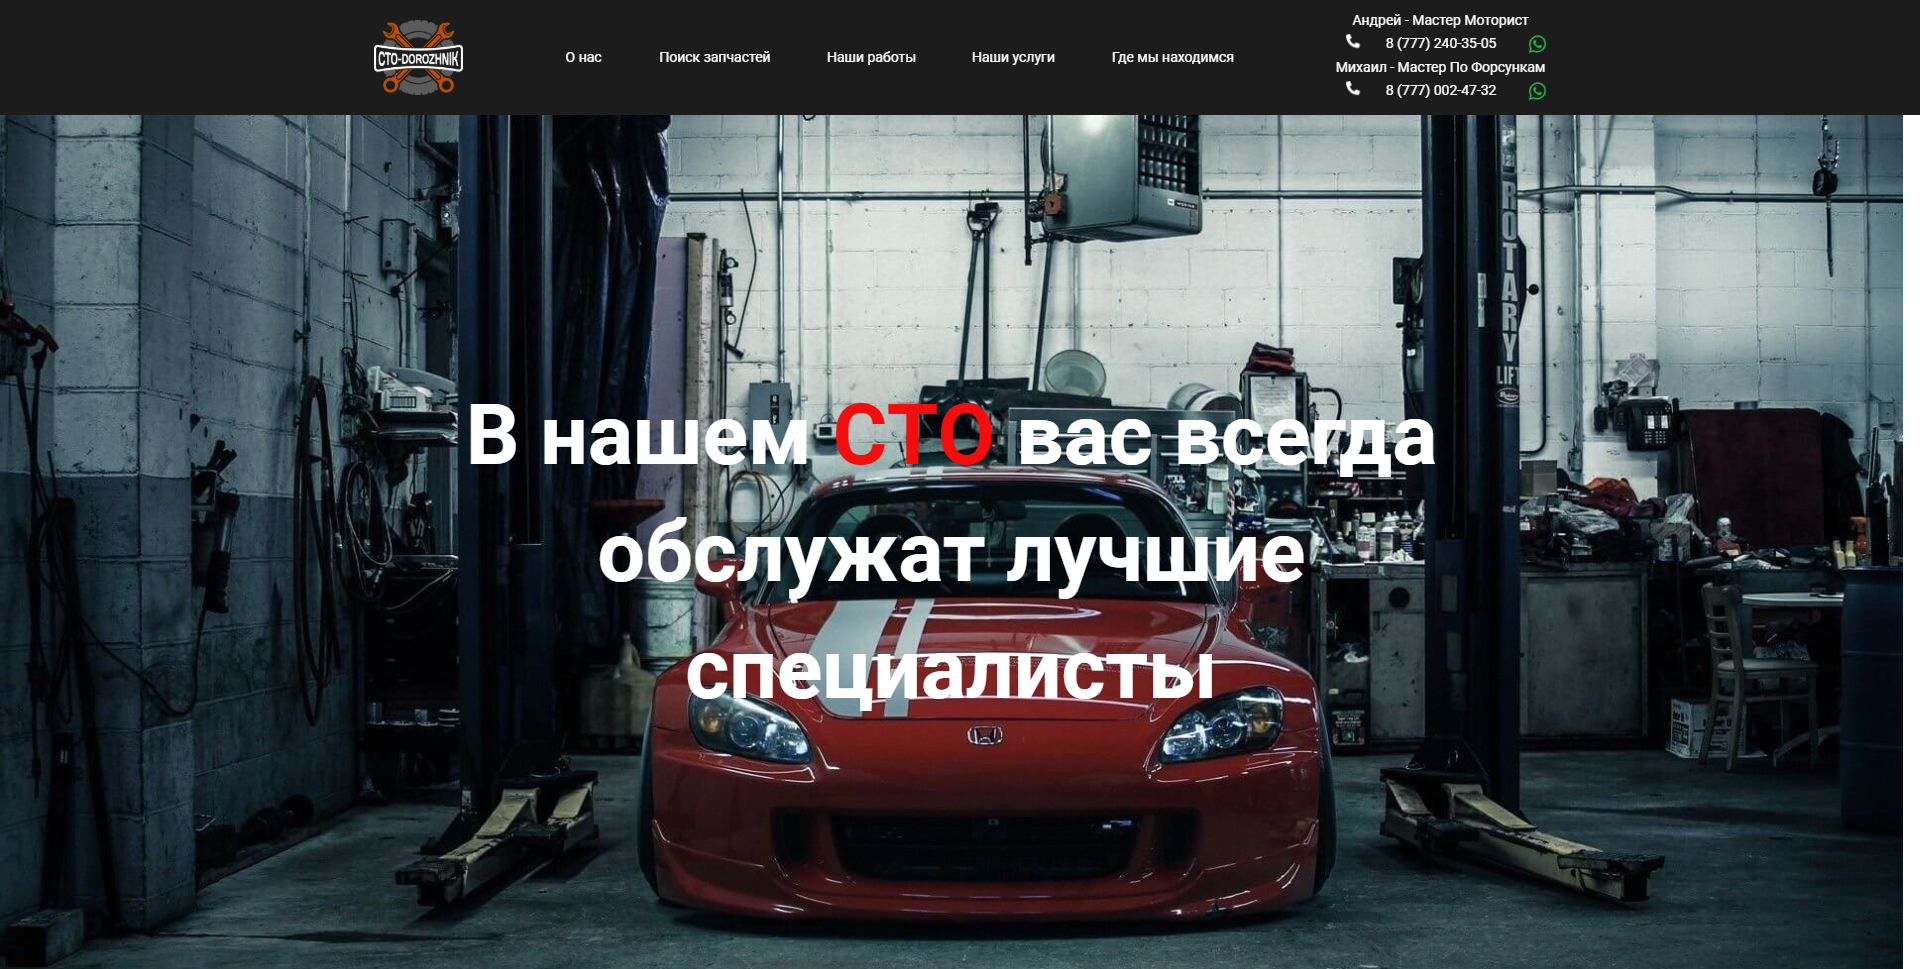 СТО-DOROZHNIK
О нас
Поиск запчастей
Наши работы
Наши услуги
Где мы находимся
Андрей - Мастер Моторист
8 (777) 240-35-05
Михаил - Мастер По Форсункам
8 (777) 002-47-32
ROTARY
LIFT
В нашем СТО вас всегда
обслужат лучшие
специалисты